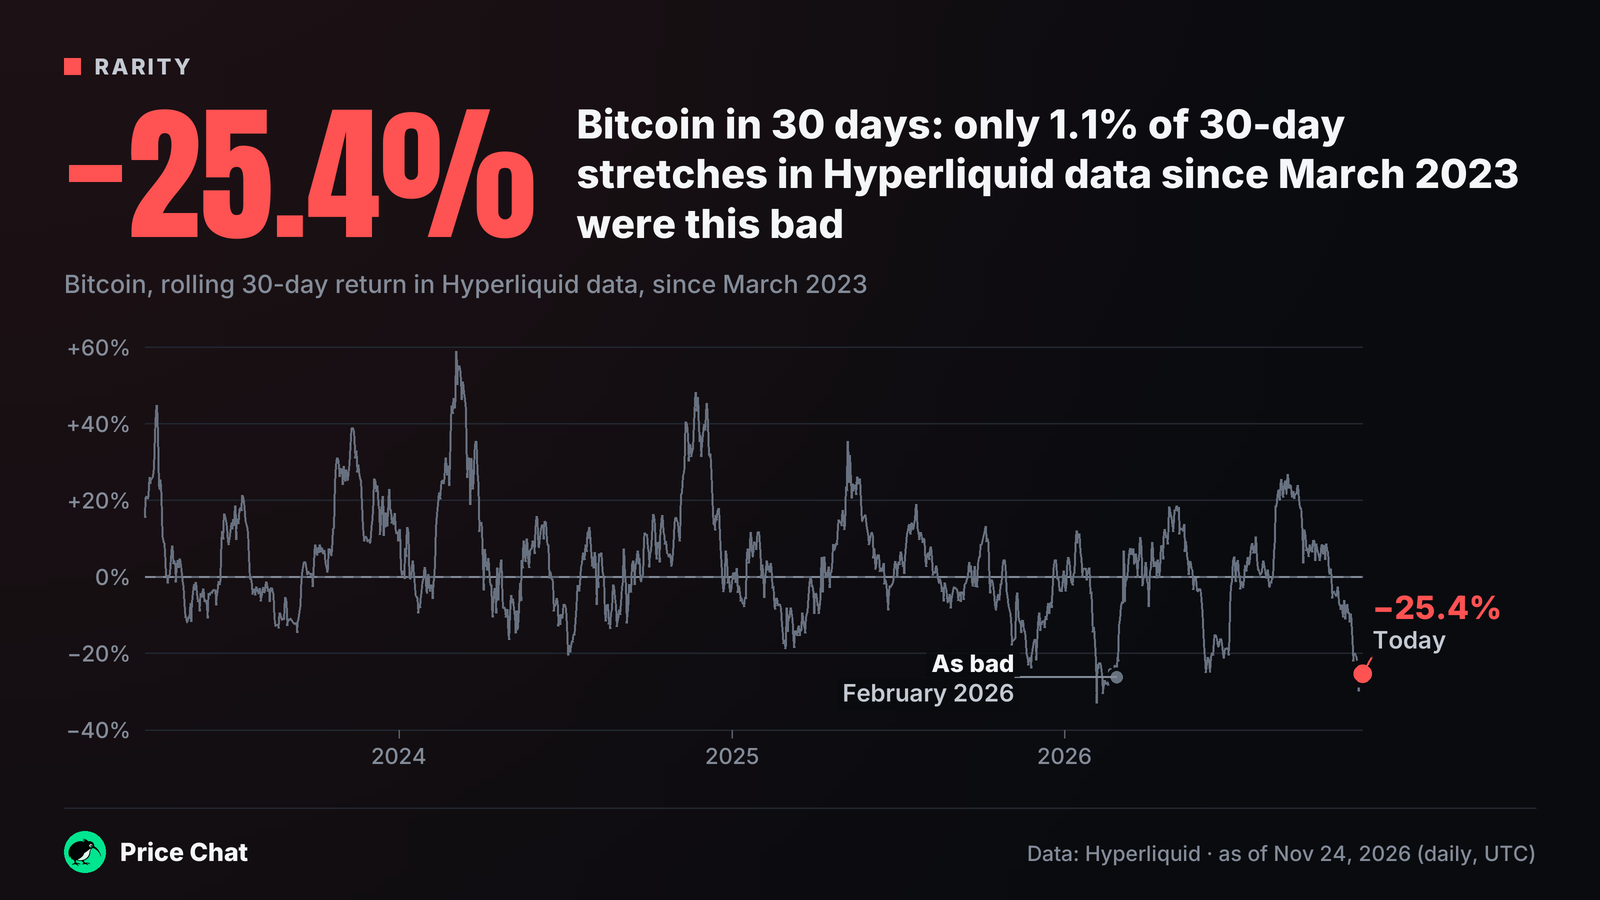 RARITY
−25.4%
Bitcoin in 30 days: only 1.1% of 30-day
stretches in Hyperliquid data since March 2023
were this bad
Bitcoin, rolling 30-day return in Hyperliquid data, since March 2023
+60%
+40%
+20%
0%
−20%
−40%
−25.4%
Today
As bad
February 2026
2024
2025
2026
Price Chat
Data: Hyperliquid · as of Nov 24, 2026 (daily, UTC)